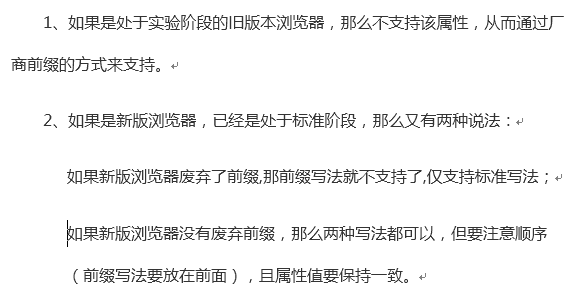 1、如果是处于实验阶段的旧版本浏览器，那么不支持该属性，从而通过厂
商前缀的方式来支持。
2、如果是新版浏览器，已经是处于标准阶段，那么又有两种说法：
如果新版浏览器废弃了前缀,那前缀写法就不支持了,仅支持标准写法；
如果新版浏览器没有废弃前缀，那么两种写法都可以，但要注意顺序
（前缀写法要放在前面），且属性值要保持一致。